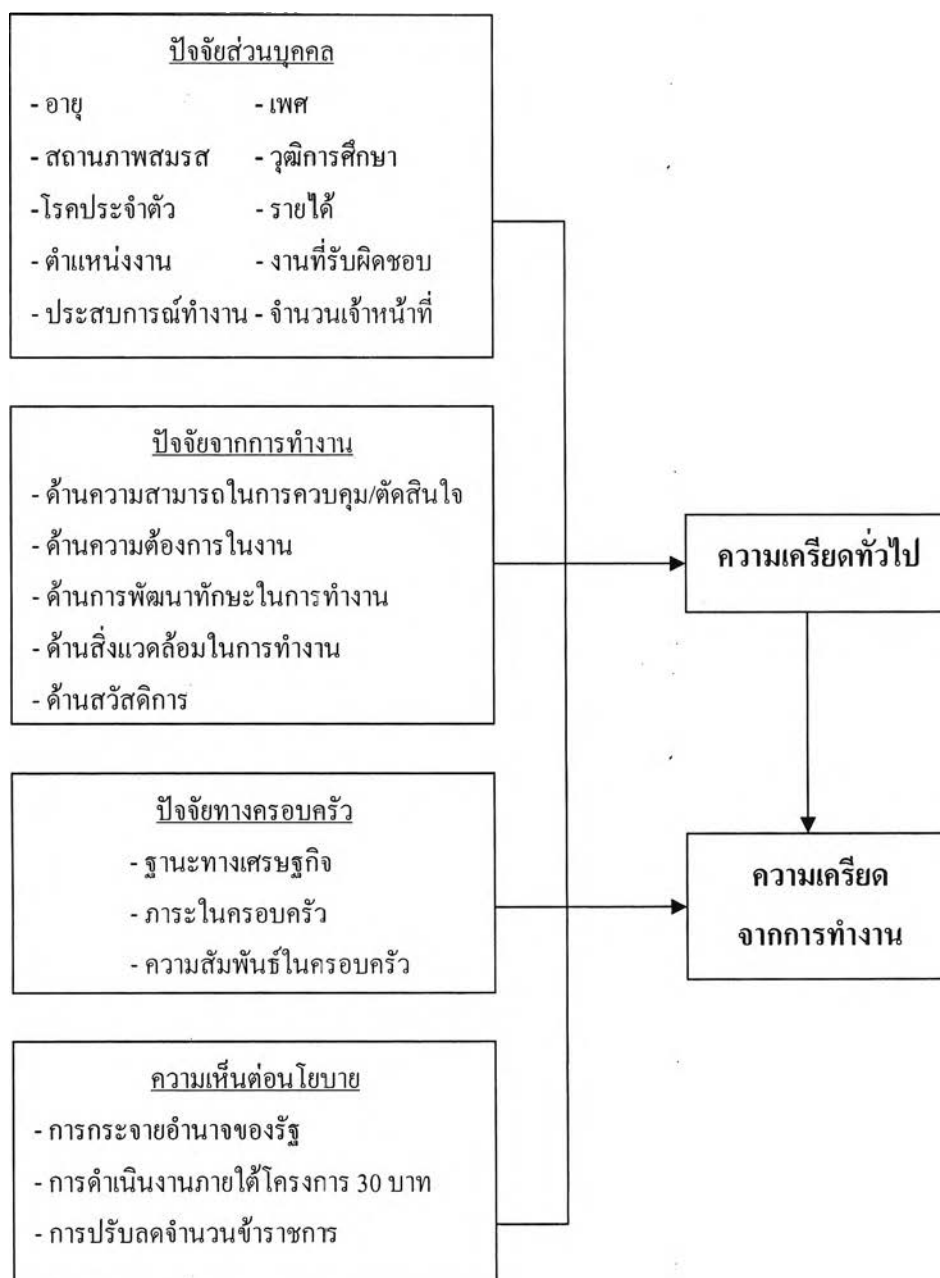 ปัจจัยส่วนบุคคล
- อายุ - เพศ
- สถานภาพสมรส - วุฒิการศึกษา
-โรคประจำตัว - รายได้
- ตำแหน่งงาน - งานที่รับผิดชอบ
- ประสบการณ์ทำงาน - จำนวนเจ้าหน้าที่
ปัจจัยจากการทำงาน
- ด้านความสามารถในการควบคุม/ตัดสินใจ
- ด้านความต้องการในงาน
- ด้านการพัฒนาทักษะในการทำงาน
- ด้านสิ่งแวดล้อมในการทำงาน
- ด้านสวัสดิการ
ความเครียดทั่วไป
ปัจจัยทางครอบครัว
- ฐานะทางเศรษฐกิจ
- ภาระในครอบครัว
- ความสัมพันธ์ในครอบครัว
ความเครียด
จากการทำงาน
ความเห็นต่อนโยบาย
- การกระจายอำนาจของรัฐ
- การดำเนินงานภายใต้โครงการ 30 บาท
- การปรับลดจำนวนข้าราชการ